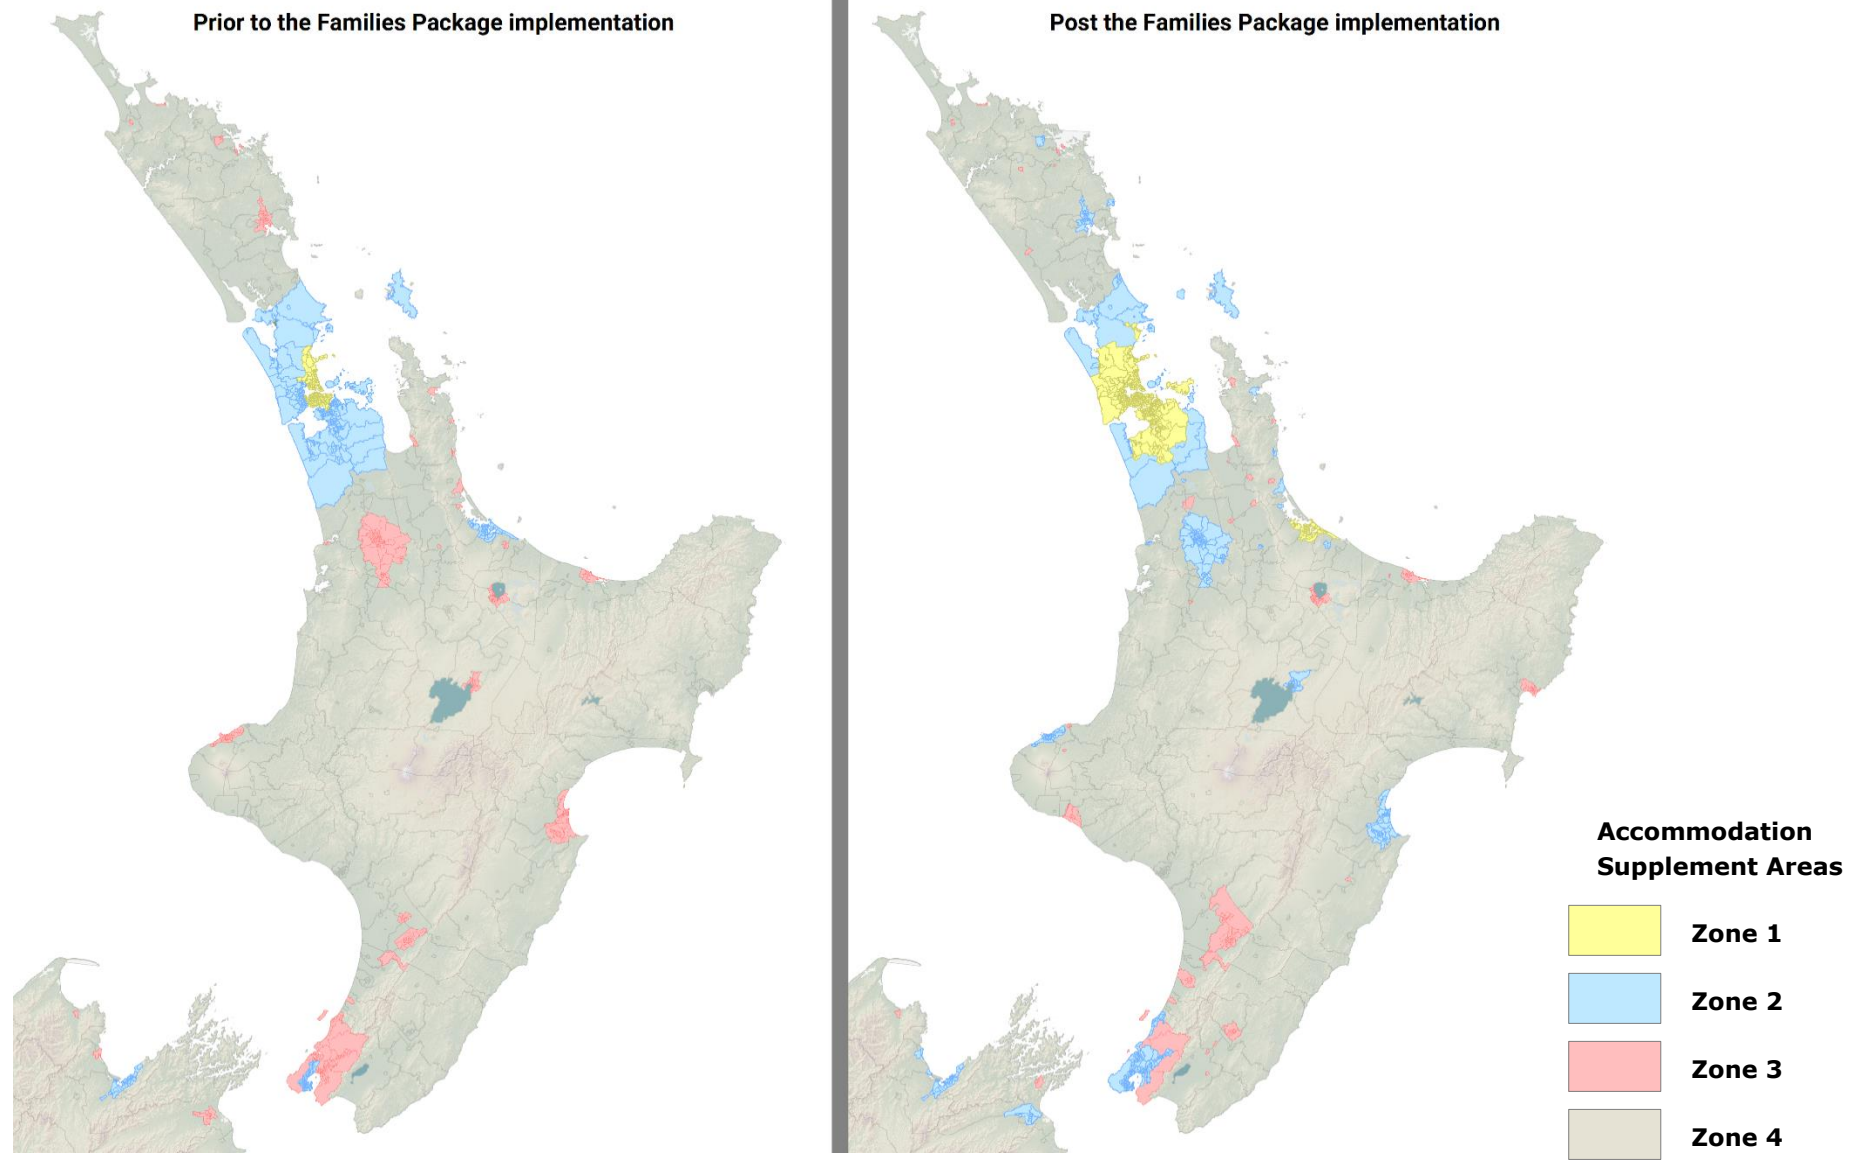 Prior to the Families Package implementation
Post the Families Package implementation
Accommodation
Supplement Areas
Zone 1
Zone 2
Zone 3
Zone 4